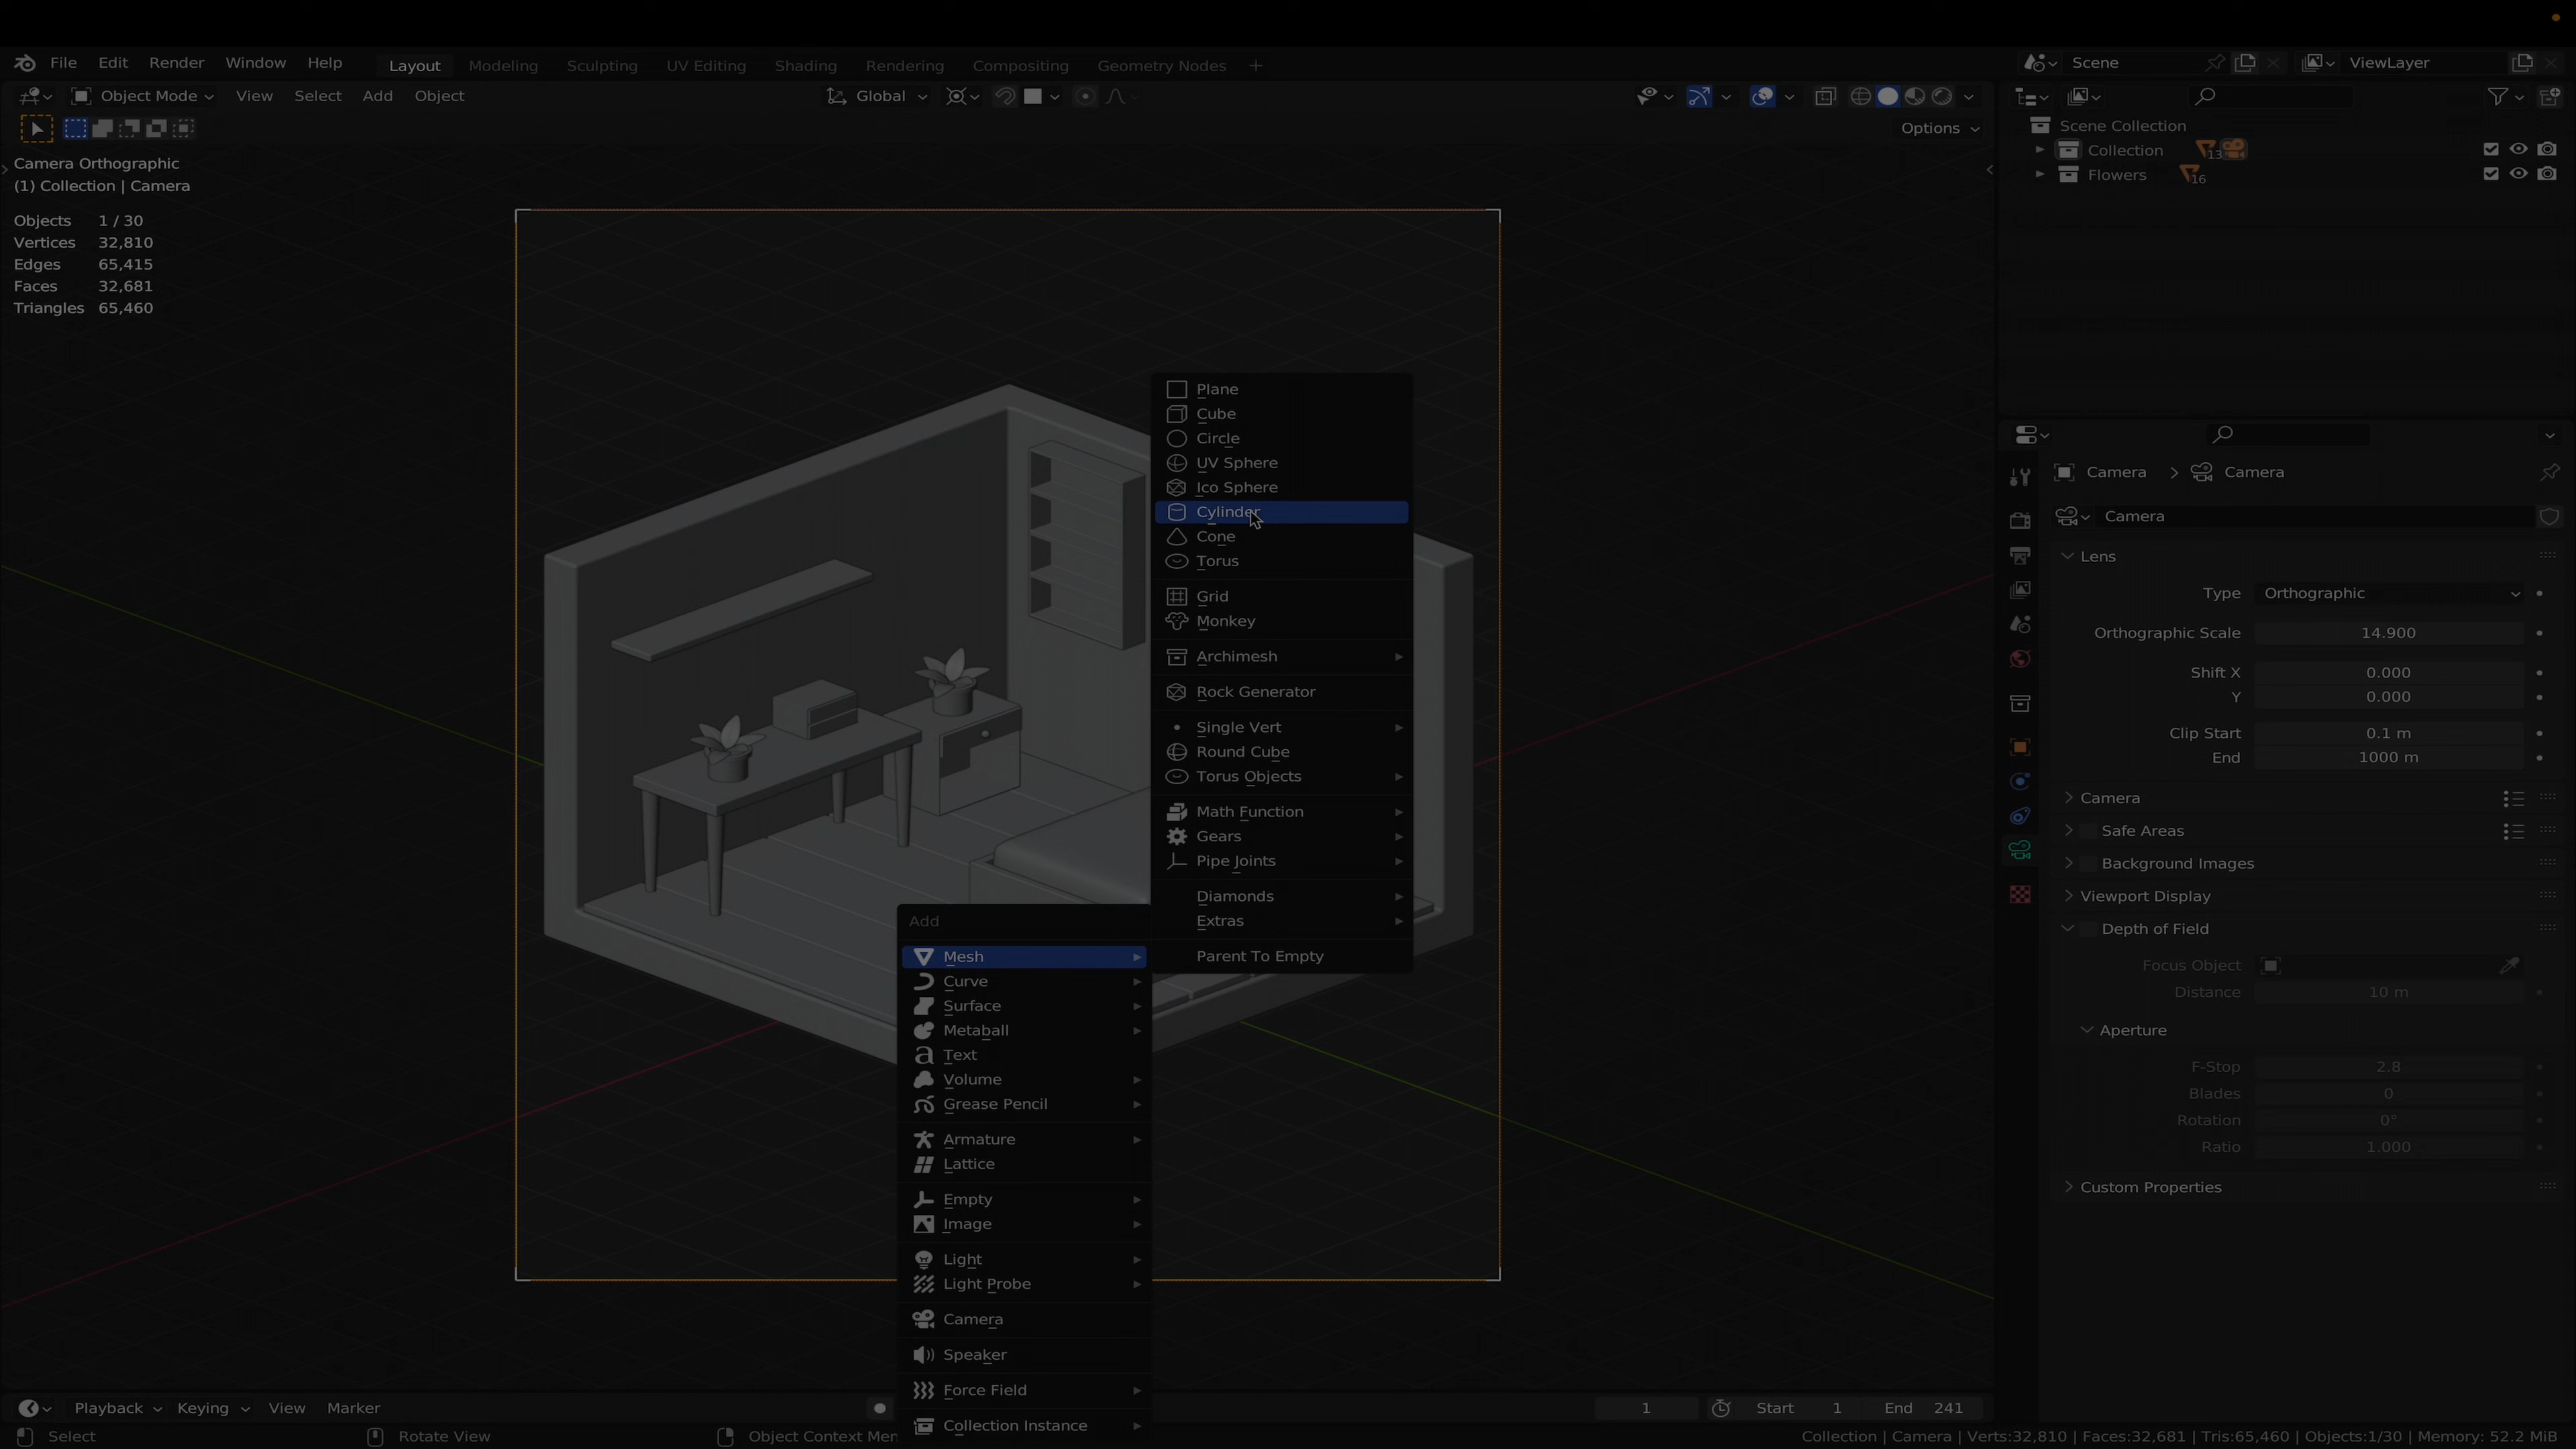 File Edit Render Window Help Layout Modeling Sculpting UV Editing Shading Rendering Compositing Geometry Nodes + Scene ViewLayer
Object Mode View Select Add Object Global
Options
Camera Orthographic
(1) Collection | Camera
Objects 1 / 30
Vertices 32,810
Edges 65,415
Faces 32,681
Triangles 65,460
Plane
Cube
Circle
UV Sphere
Ico Sphere
Cylinder
Cone
Torus
Grid
Monkey
Archimesh
Rock Generator
Single Vert
Round Cube
Torus Objects
Math Function
Gears
Pipe Joints
Diamonds
Extras
Parent To Empty
Add
Mesh
Curve
Surface
Metaball
Text
Volume
Grease Pencil
Armature
Lattice
Empty
Image
Light
Light Probe
Camera
Speaker
Force Field
Collection Instance
Scene Collection
Collection 13
Flowers 16
Camera > Camera
Camera
Lens
Type Orthographic
Orthographic Scale 14.900
Shift X 0.000
Y 0.000
Clip Start 0.1 m
End 1000 m
Camera
Safe Areas
Background Images
Viewport Display
Depth of Field
Focus Object
Distance 10 m
Aperture
F-Stop 2.8
Blades 0
Rotation 0°
Ratio 1.000
Custom Properties
Playback Keying View Marker 1 Start 1 End 241
Select Rotate View Object Context Men Collection | Camera | Verts:32,810 | Faces:32,681 | Tris:65,460 | Objects:1/30 | Memory: 52.2 MiB